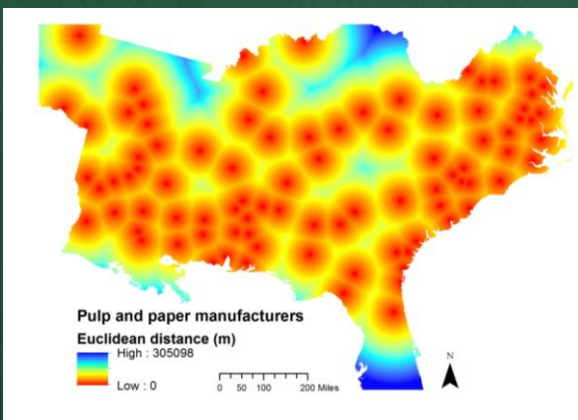 Pulp and paper manufacturers
Euclidean distance (m)
High : 305098
Low : 0
0 50 100 200 Miles
N